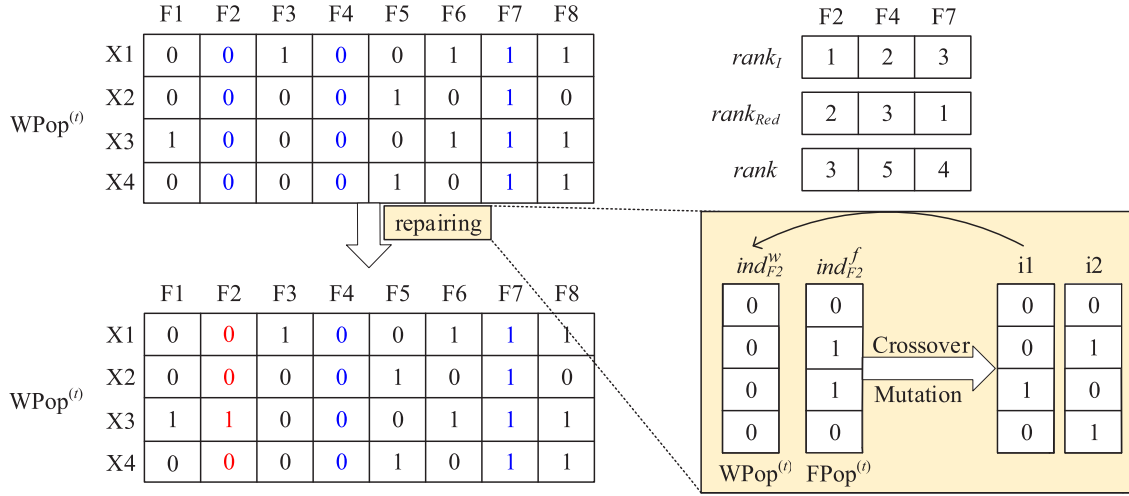 F1 F2 F3 F4 F5 F6 F7 F8
X1 0 0 1 0 0 1 1 1
X2 0 0 0 0 1 0 1 0
WPop(t)
X3 1 0 0 0 0 1 1 1
X4 0 0 0 0 1 0 1 1
F2 F4 F7
rankI 1 2 3
rankRed 2 3 1
rank 3 5 4
repairing
F1 F2 F3 F4 F5 F6 F7 F8
X1 0 0 1 0 0 1 1 1
X2 0 0 0 0 1 0 1 0
WPop(t)
X3 1 1 0 0 0 1 1 1
X4 0 0 0 0 1 0 1 1
indwF2 indfF2 i1 i2
0 0 0 0
0 1 0 1
Crossover
0 1 1 0
Mutation
0 0 0 1
WPop(t) FPop(t)